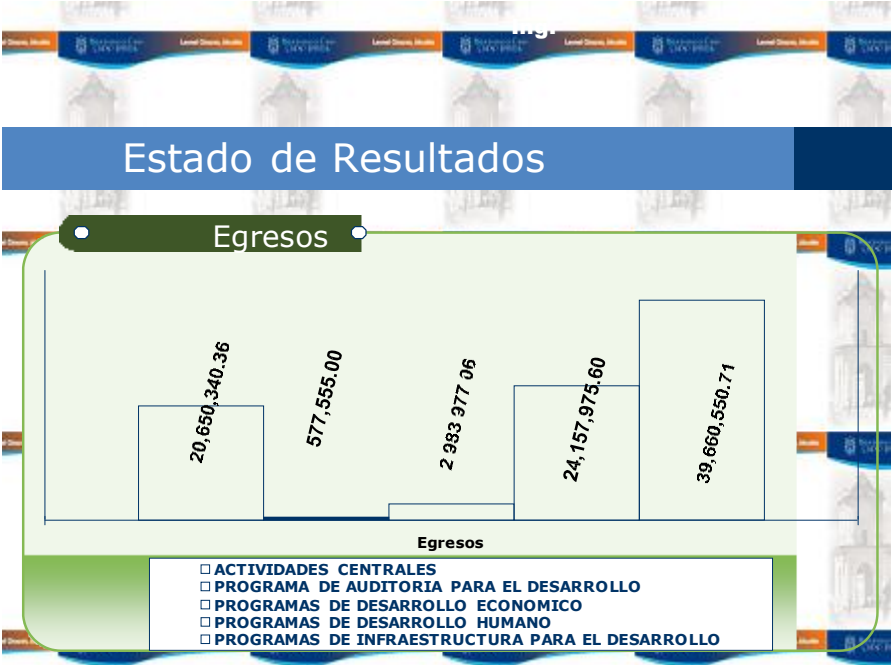 Ing.
Estado de Resultados
Egresos
20,650,340.36
577,555.00
2 983 977 06
24,157,975.60
39,660,550.71
Egresos
ACTIVIDADES CENTRALES
PROGRAMA DE AUDITORIA PARA EL DESARROLLO
PROGRAMAS DE DESARROLLO ECONOMICO
PROGRAMAS DE DESARROLLO HUMANO
PROGRAMAS DE INFRAESTRUCTURA PARA EL DESARROLLO